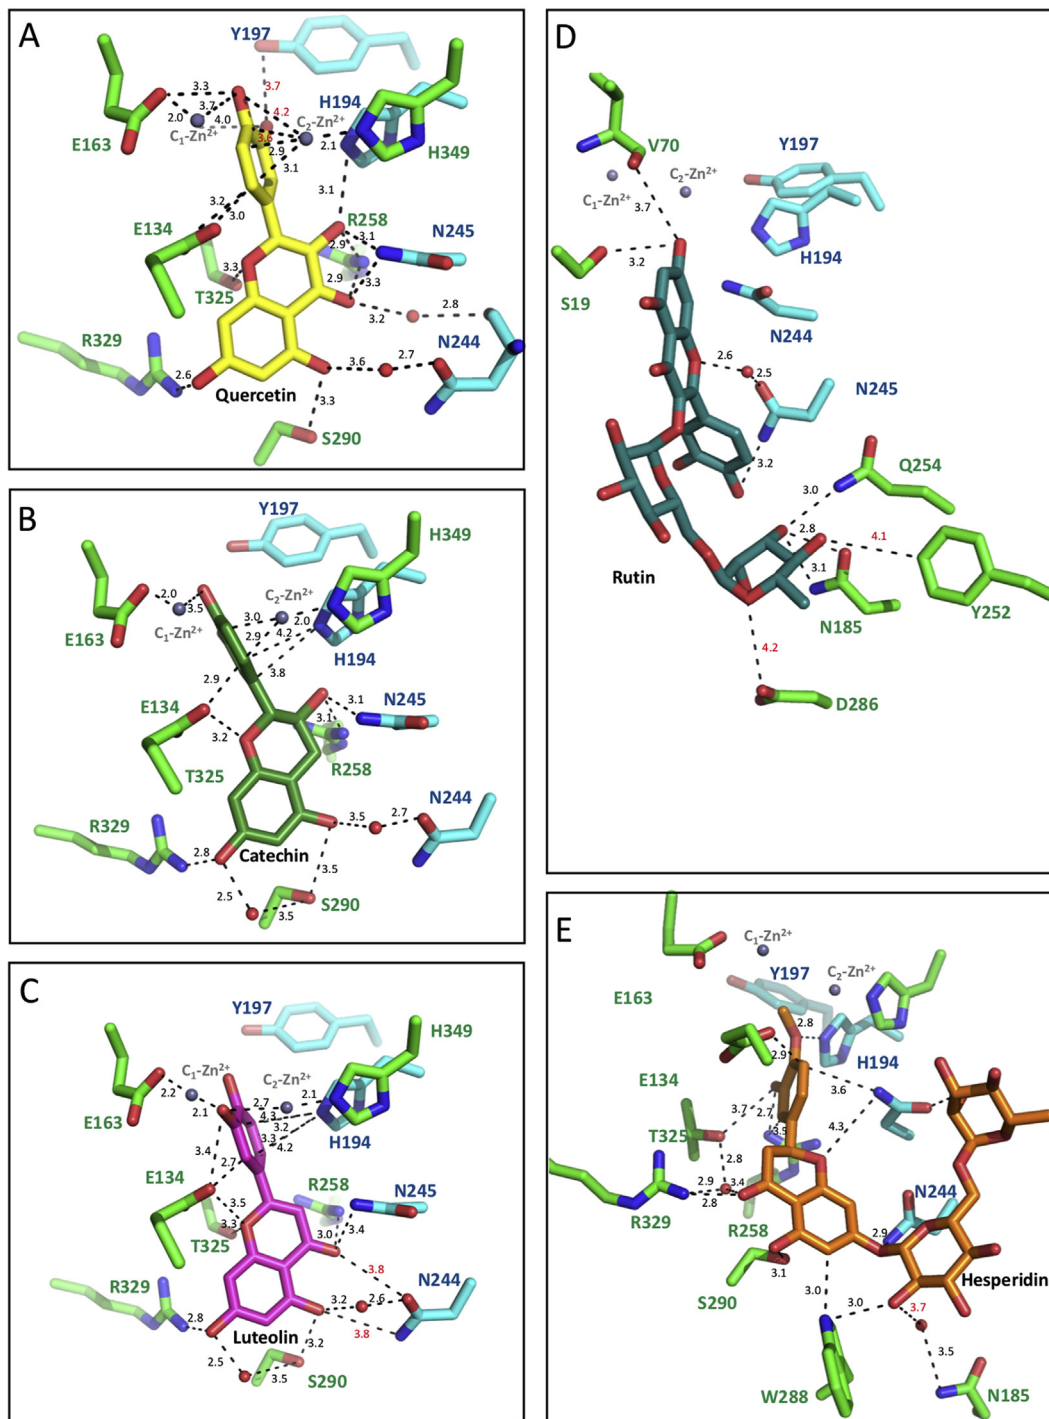 A
Y197
3.3
3.7
3.7
H194
2.0
4.0
4.2
C₂-Zn²⁺
C₁-Zn²⁺
3.6
2.9
2.1
E163
H349
3.1
3.1
3.2
3.0
R258
E134
3.1
N245
2.9
3.3
T325
2.9
3.3
2.8
3.2
R329
N244
3.6
2.7
2.6
Quercetin
3.3
S290
B
Y197
H349
2.0
C₂-Zn²⁺
3.5
3.0
2.0
E163
C₁-Zn²⁺
2.9
4.2
H194
3.8
2.9
E134
3.1
N245
3.2
3.1
T325
R258
N244
R329
3.5
2.7
2.8
Catechin
3.5
2.5
S290
3.5
C
Y197
H349
C₁-Zn²⁺
C₂-Zn²⁺
2.2
2.7
2.1
E163
2.1
4.3
3.2
H194
3.3
4.2
3.4
2.7
E134
R258
N245
3.5
3.3
3.4
T325
3.0
3.8
N244
R329
3.2
2.6
2.8
3.8
Luteolin
3.2
2.5
3.5
S290
D
V70
Y197
C₂-Zn²⁺
C₁-Zn²⁺
3.7
H194
3.2
S19
N244
2.6
2.5
N245
3.2
Q254
3.0
2.8
4.1
Rutin
3.1
N185
Y252
4.2
D286
E
C₁-Zn²⁺
Y197
C₂-Zn²⁺
E163
2.8
2.9
H194
E134
3.6
3.7
2.7
T325
3.5
4.3
2.8
2.9
3.4
2.8
R329
R258
N244
2.9
S290
3.1
Hesperidin
3.0
3.0
3.7
3.5
W288
N185